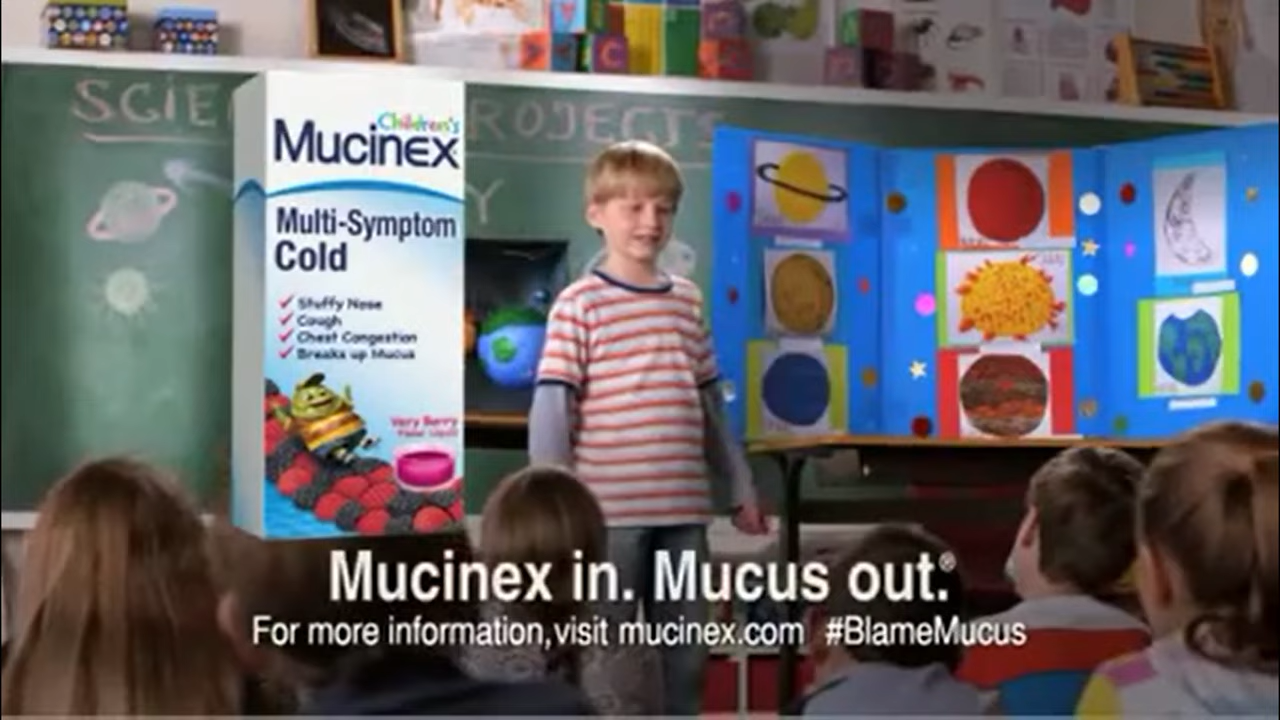 SCIE
ROJECTS
Y
Children's
Mucinex
Multi-Symptom
Cold
✓ Stuffy Nose
✓ Cough
✓ Chest Congestion
✓ Breaks up Mucus
Very Berry
Mucinex in. Mucus out.®
For more information, visit mucinex.com #BlameMucus